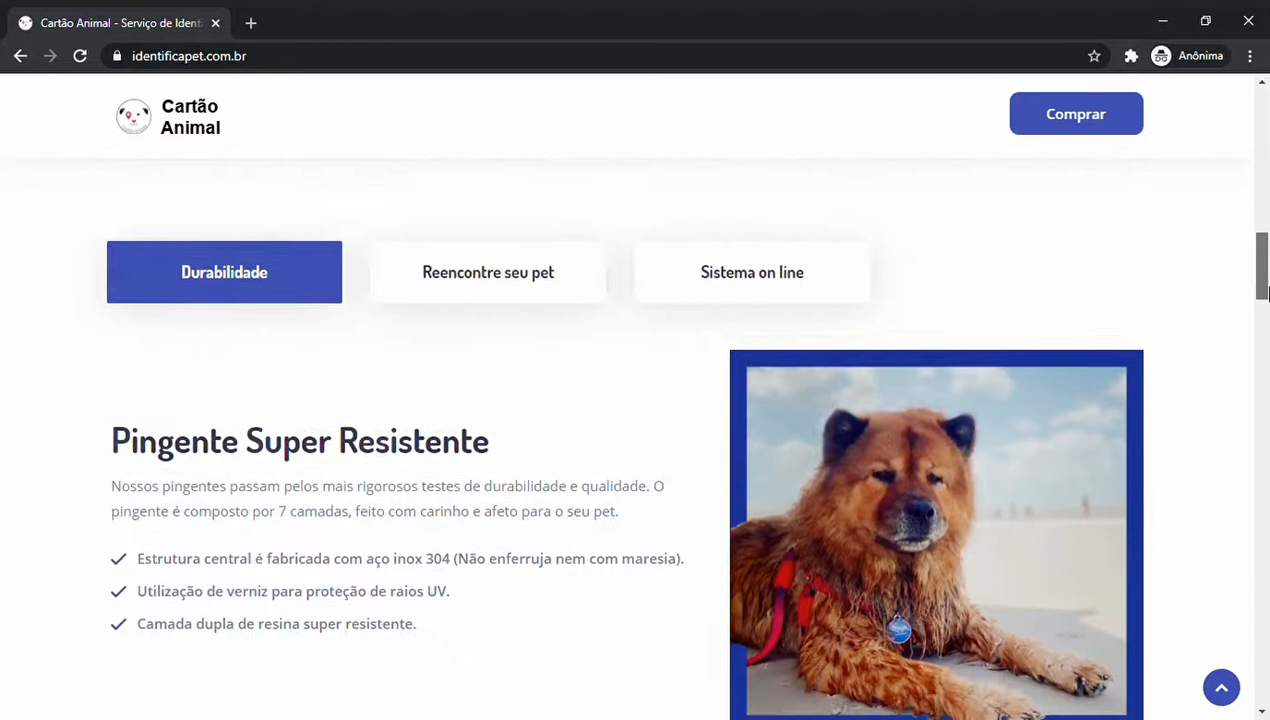 Cartão Animal - Serviço de Ident
identificapet.com.br
Anônima
Cartão
Animal
Comprar
Durabilidade
Reencontre seu pet
Sistema on line
Pingente Super Resistente
Nossos pingentes passam pelos mais rigorosos testes de durabilidade e qualidade. O
pingente é composto por 7 camadas, feito com carinho e afeto para o seu pet.
Estrutura central é fabricada com aço inox 304 (Não enferruja nem com maresia).
Utilização de verniz para proteção de raios UV.
Camada dupla de resina super resistente.